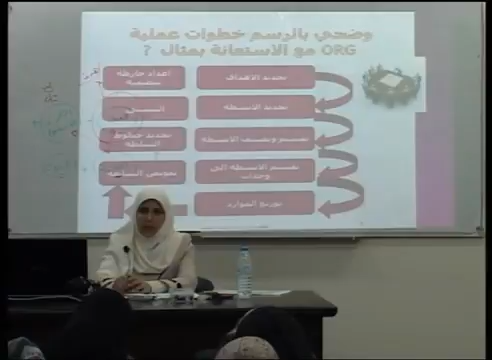 وضحي بالرسم خطوات عملية
ORG مع الاستعانة بمثال ؟
تحديد الاهداف
تحديد الانشطة
تقسيم وتصنيف الانشطة
تقسيم الانشطة الى
وحدات
توزيع الموارد
تفويض السلطة
تحديد خطوط
السلطة
التنسيق
اعداد خارطة
تنظيمية